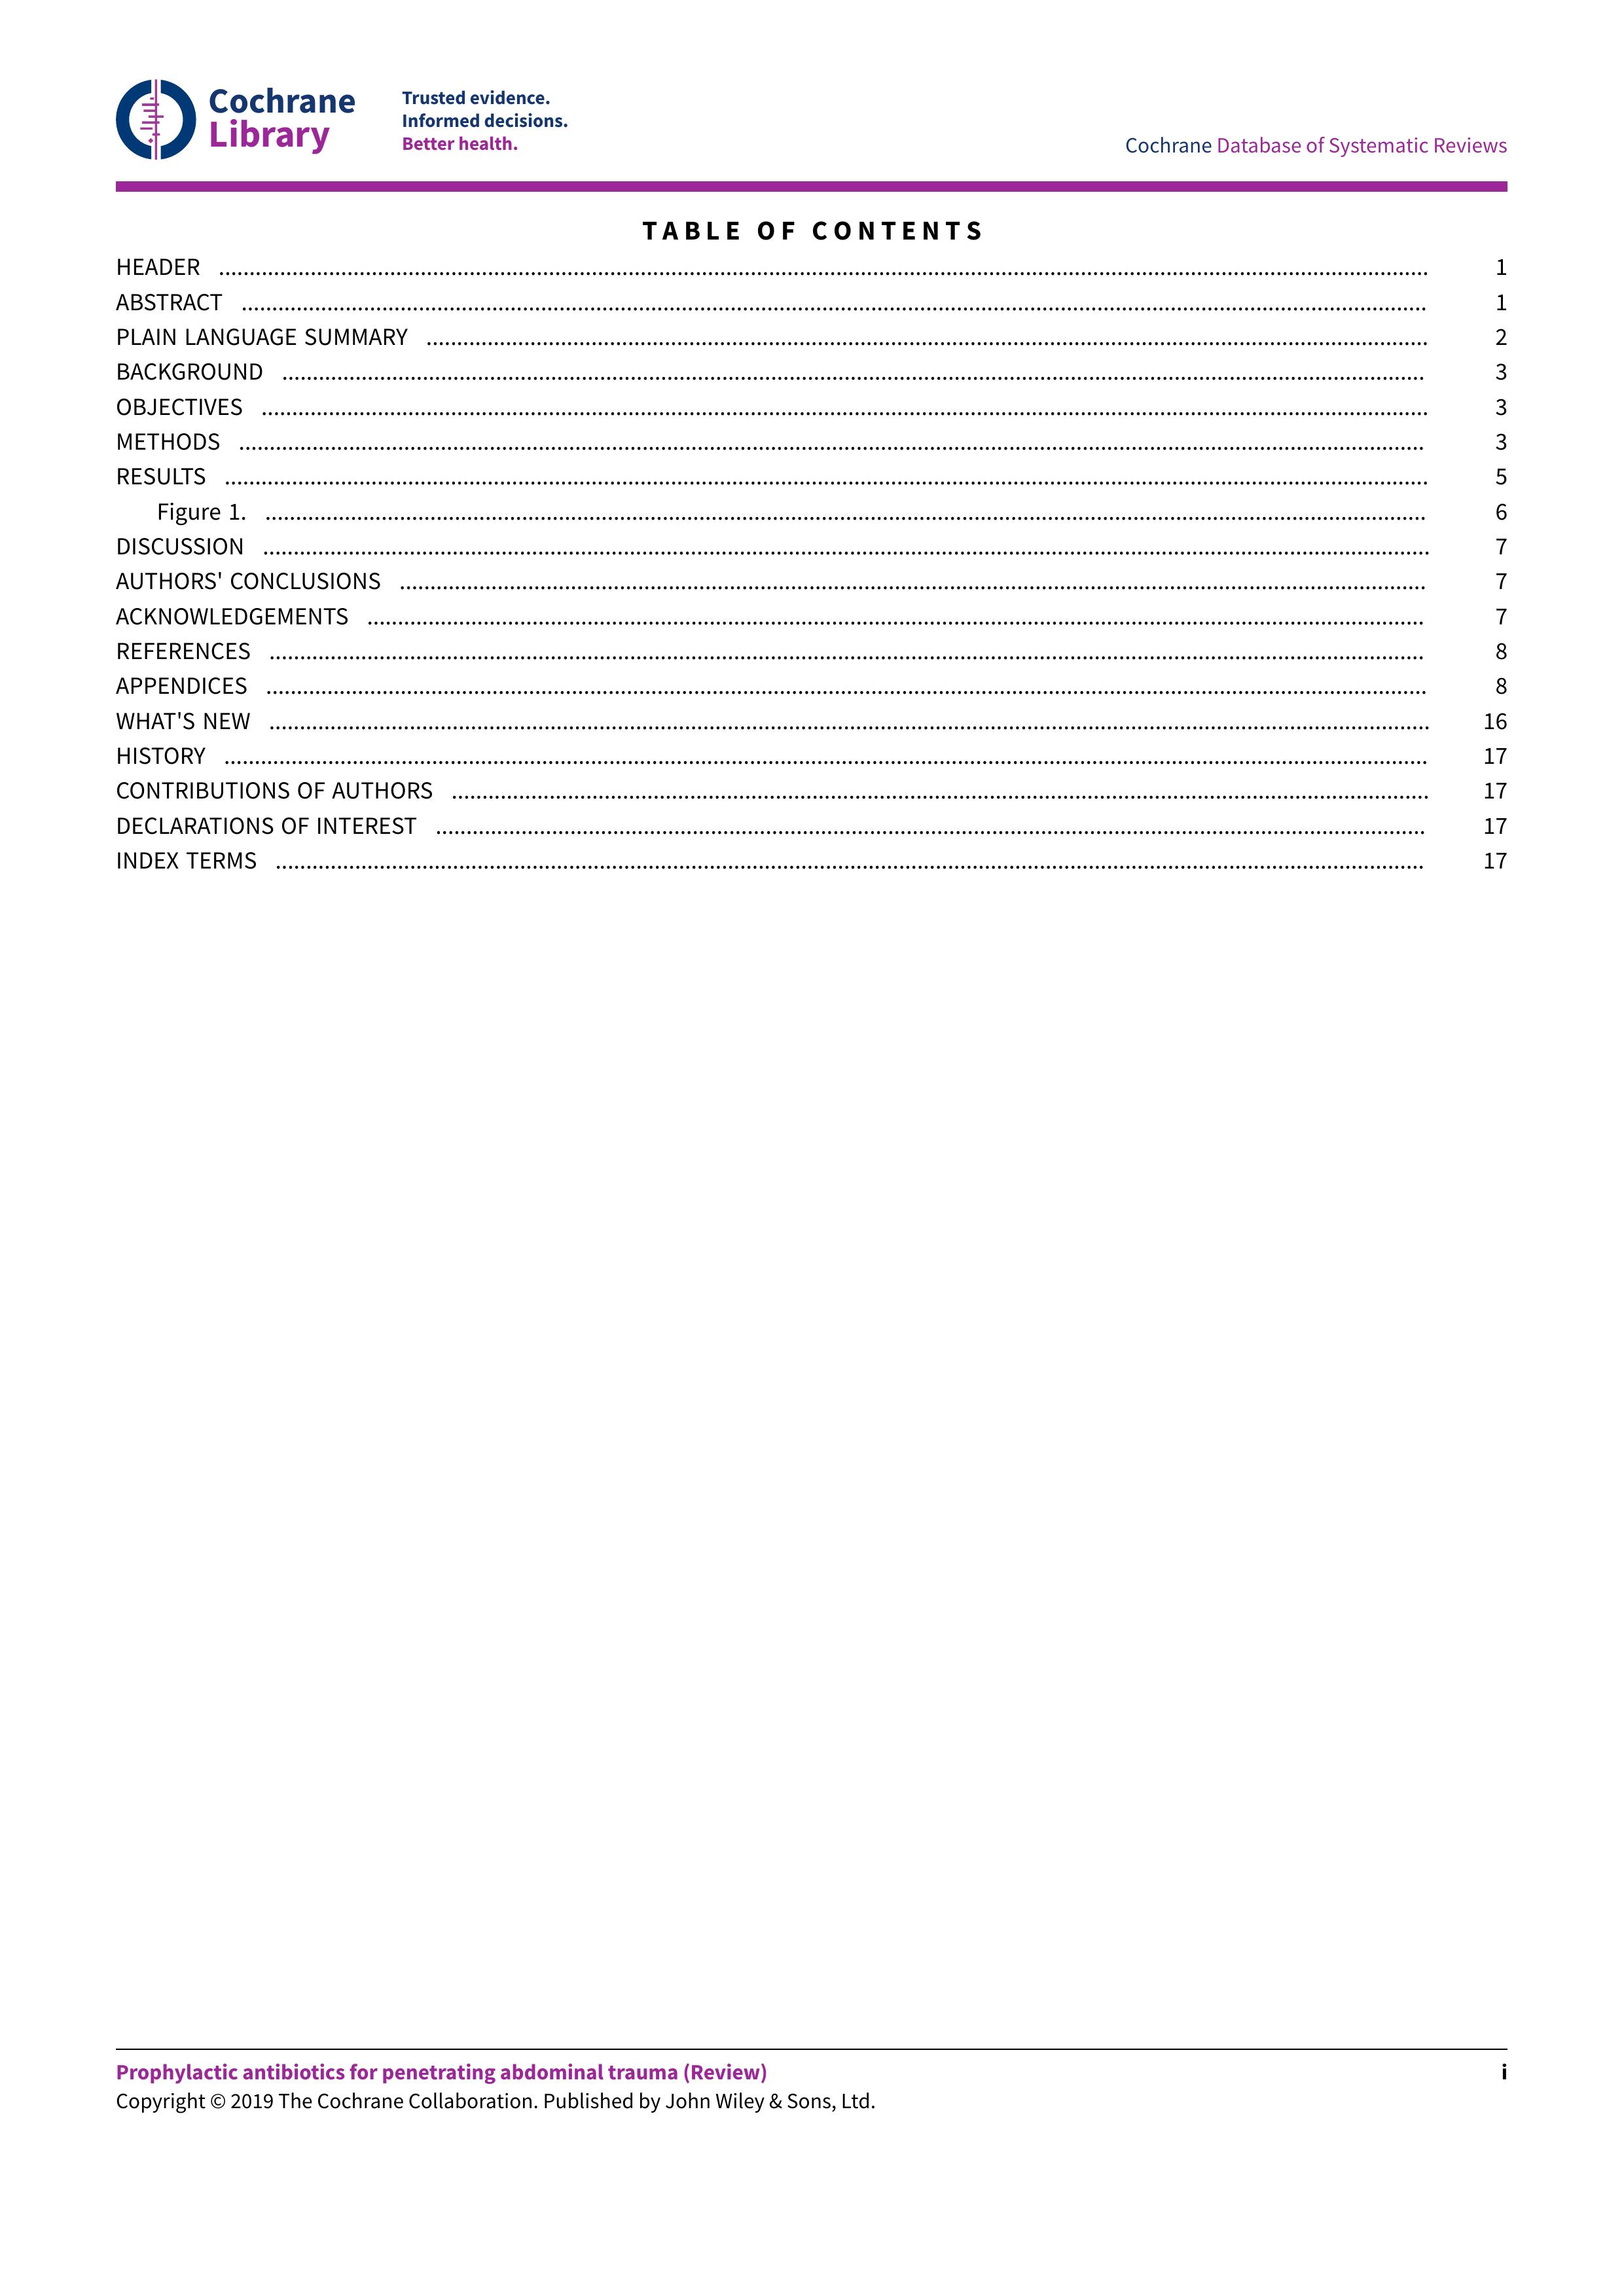 Cochrane
Library
Trusted evidence.
Informed decisions.
Better health.
Cochrane Database of Systematic Reviews
TABLE OF CONTENTS
HEADER ........................................ 1
ABSTRACT ........................................ 1
PLAIN LANGUAGE SUMMARY ........................................ 2
BACKGROUND ........................................ 3
OBJECTIVES ........................................ 3
METHODS ........................................ 3
RESULTS ........................................ 5
Figure 1. ........................................ 6
DISCUSSION ........................................ 7
AUTHORS' CONCLUSIONS ........................................ 7
ACKNOWLEDGEMENTS ........................................ 7
REFERENCES ........................................ 8
APPENDICES ........................................ 8
WHAT'S NEW ........................................ 16
HISTORY ........................................ 17
CONTRIBUTIONS OF AUTHORS ........................................ 17
DECLARATIONS OF INTEREST ........................................ 17
INDEX TERMS ........................................ 17
Prophylactic antibiotics for penetrating abdominal trauma (Review) i
Copyright © 2019 The Cochrane Collaboration. Published by John Wiley & Sons, Ltd.